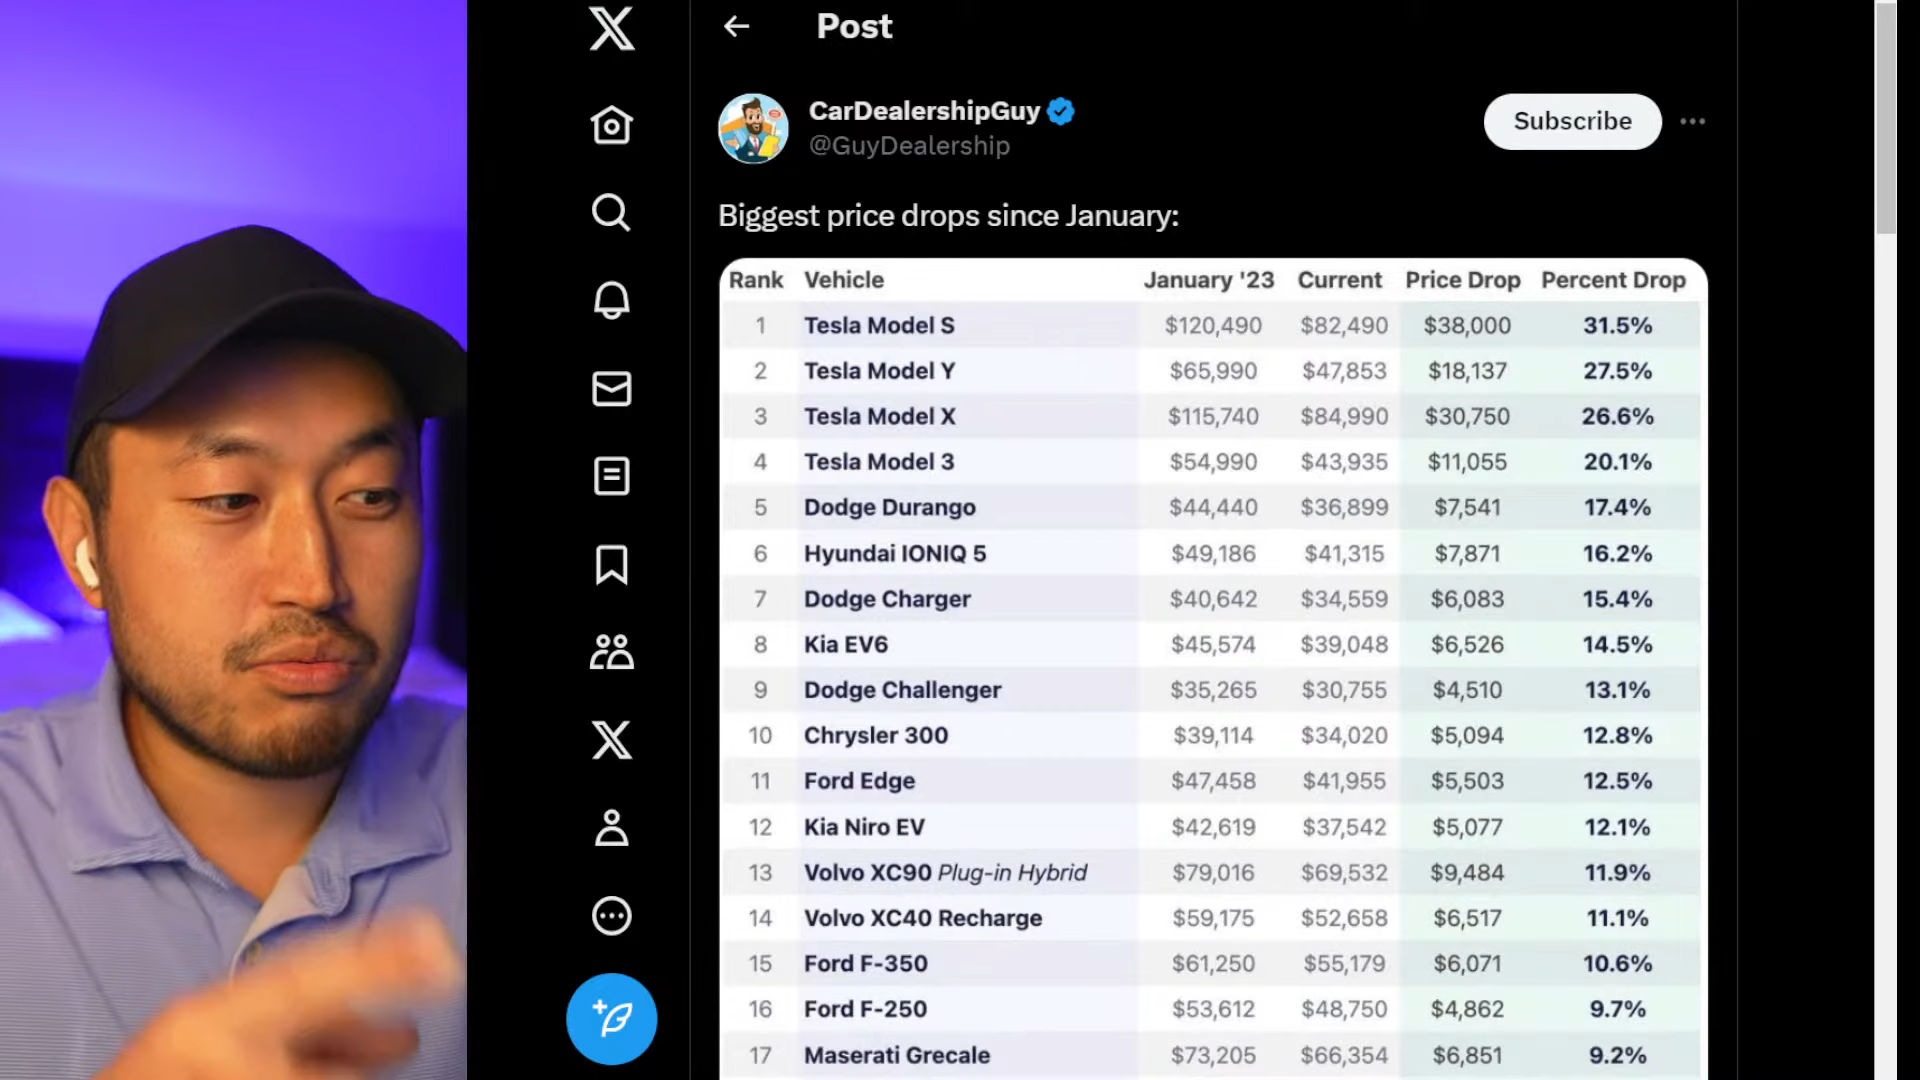 Post
CarDealershipGuy
@GuyDealership
Subscribe
Biggest price drops since January:
Rank Vehicle January '23 Current Price Drop Percent Drop
1 Tesla Model S $120,490 $82,490 $38,000 31.5%
2 Tesla Model Y $65,990 $47,853 $18,137 27.5%
3 Tesla Model X $115,740 $84,990 $30,750 26.6%
4 Tesla Model 3 $54,990 $43,935 $11,055 20.1%
5 Dodge Durango $44,440 $36,899 $7,541 17.4%
6 Hyundai IONIQ 5 $49,186 $41,315 $7,871 16.2%
7 Dodge Charger $40,642 $34,559 $6,083 15.4%
8 Kia EV6 $45,574 $39,048 $6,526 14.5%
9 Dodge Challenger $35,265 $30,755 $4,510 13.1%
10 Chrysler 300 $39,114 $34,020 $5,094 12.8%
11 Ford Edge $47,458 $41,955 $5,503 12.5%
12 Kia Niro EV $42,619 $37,542 $5,077 12.1%
13 Volvo XC90 Plug-in Hybrid $79,016 $69,532 $9,484 11.9%
14 Volvo XC40 Recharge $59,175 $52,658 $6,517 11.1%
15 Ford F-350 $61,250 $55,179 $6,071 10.6%
16 Ford F-250 $53,612 $48,750 $4,862 9.7%
17 Maserati Grecale $73,205 $66,354 $6,851 9.2%